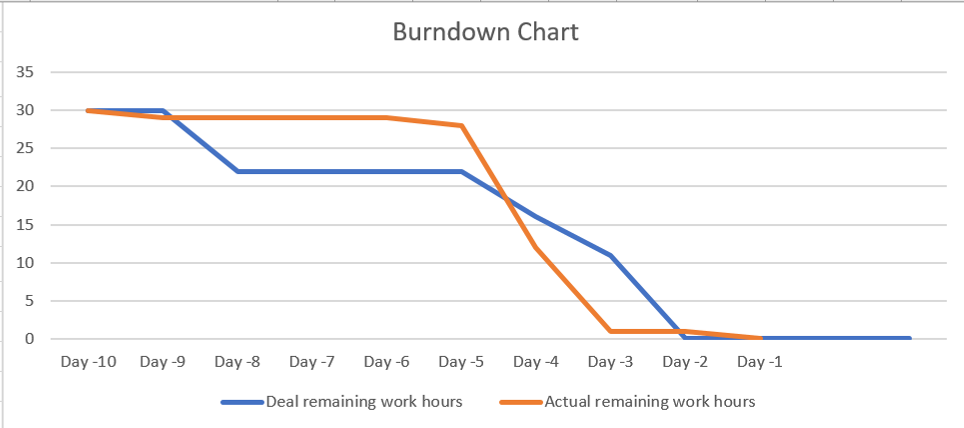 Burndown Chart
35
30
25
20
15
10
5
0
Day -10 Day -9 Day -8 Day -7 Day -6 Day -5 Day -4 Day -3 Day -2 Day -1
Deal remaining work hours Actual remaining work hours